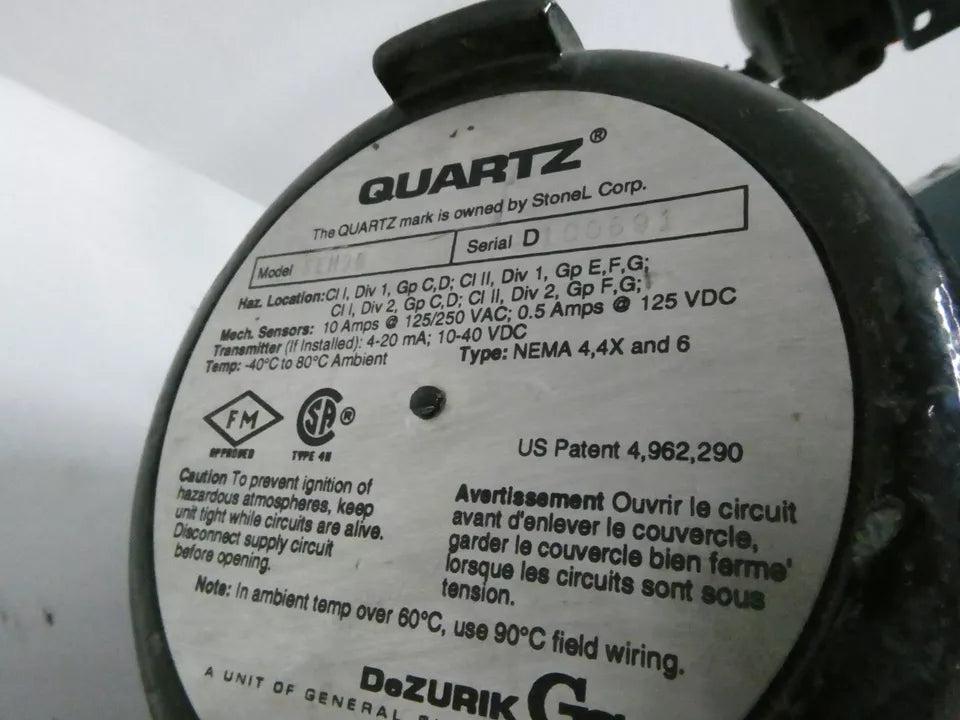 QUARTZ®
The QUARTZ mark is owned by StoneL Corp.
Model
Serial D
Haz. Location: Cl I, Div 1, Gp C,D; Cl II, Div 1, Gp E,F,G;
Cl I, Div 2, Gp C,D; Cl II, Div 2, Gp F,G;
Mech. Sensors: 10 Amps @ 125/250 VAC; 0.5 Amps @ 125 VDC
Transmitter (If Installed): 4-20 mA; 10-40 VDC
Temp: -40°C to 80°C Ambient
Type: NEMA 4,4X and 6
FM
APPROVED
SA®
TYPE 4X
US Patent 4,962,290
Caution To prevent ignition of
hazardous atmospheres, keep
unit tight while circuits are alive.
Disconnect supply circuit
before opening.
Avertissement Ouvrir le circuit
avant d'enlever le couvercle,
garder le couvercle bien ferme'
lorsque les circuits sont sous
tension.
Note: In ambient temp over 60°C, use 90°C field wiring.
DeZURIK
A UNIT OF GENERAL